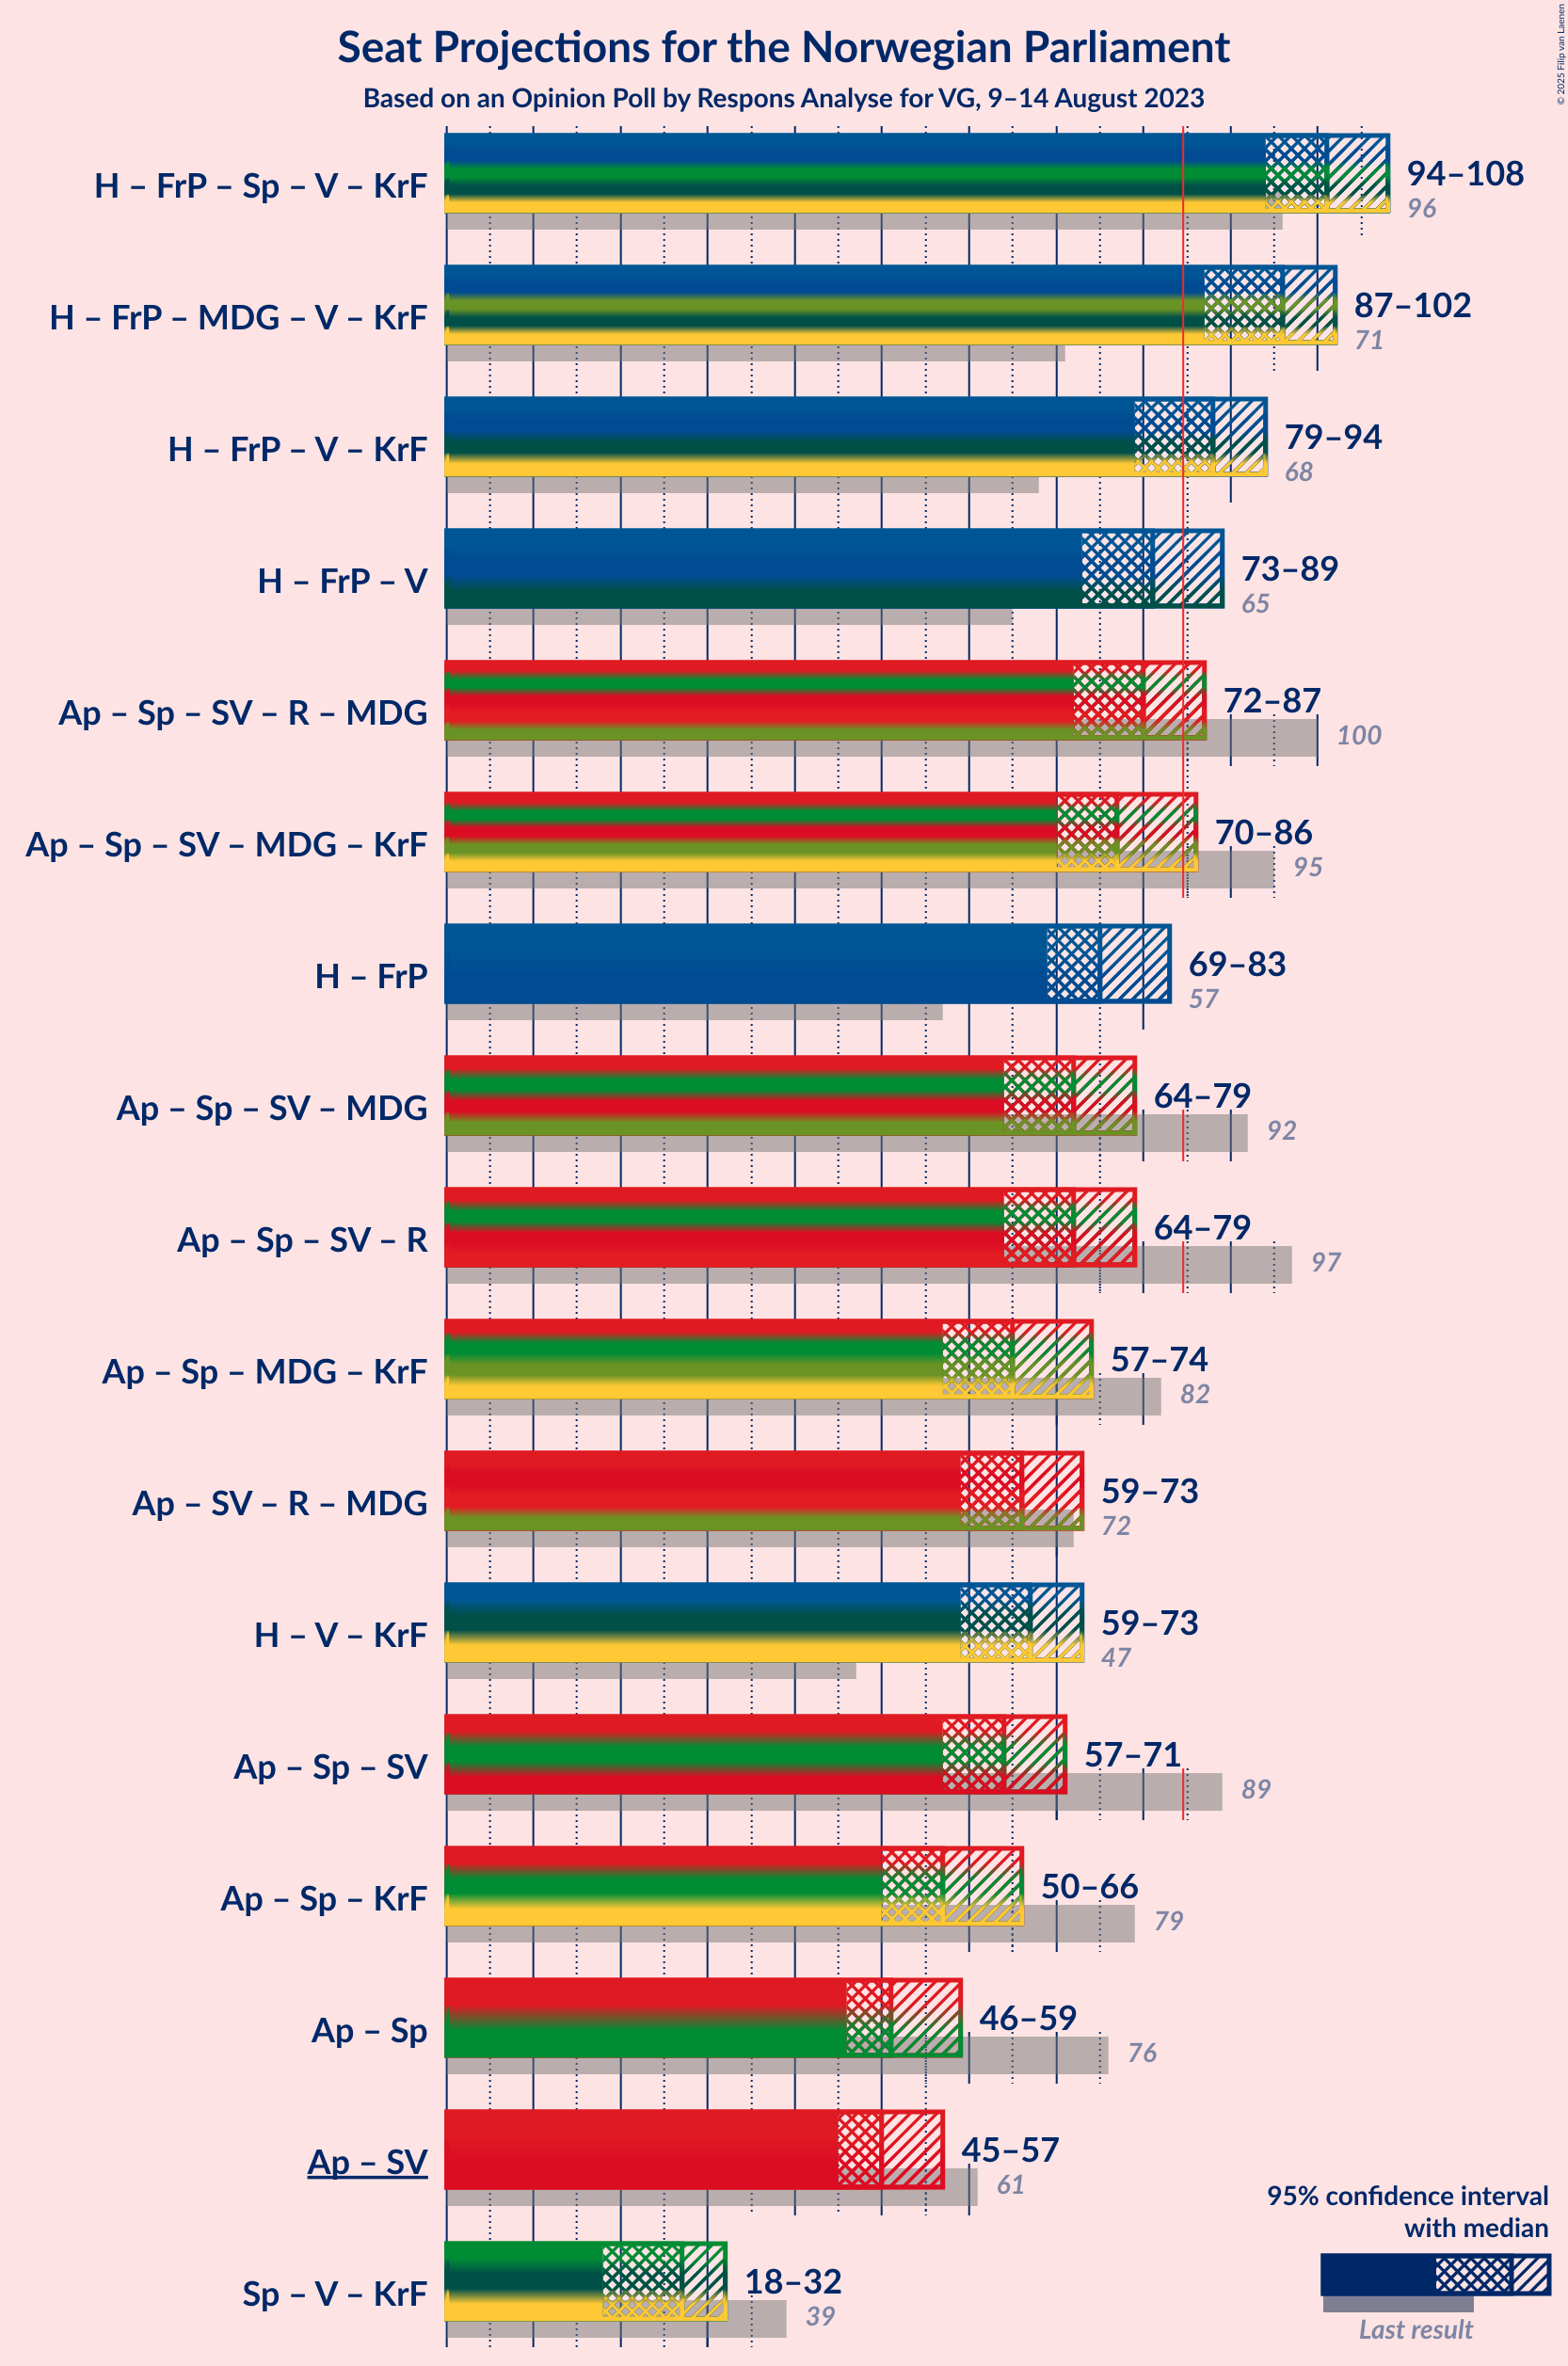 Seat Projections for the Norwegian Parliament
Based on an Opinion Poll by Respons Analyse for VG, 9–14 August 2023
© 2025 Filip van Laenen
H – FrP – Sp – V – KrF
94–108
96
H – FrP – MDG – V – KrF
87–102
71
H – FrP – V – KrF
79–94
68
H – FrP – V
73–89
65
Ap – Sp – SV – R – MDG
72–87
100
Ap – Sp – SV – MDG – KrF
70–86
95
H – FrP
69–83
57
Ap – Sp – SV – MDG
64–79
92
Ap – Sp – SV – R
64–79
97
Ap – Sp – MDG – KrF
57–74
82
Ap – SV – R – MDG
59–73
72
H – V – KrF
59–73
47
Ap – Sp – SV
57–71
89
Ap – Sp – KrF
50–66
79
Ap – Sp
46–59
76
Ap – SV
45–57
61
Sp – V – KrF
18–32
39
95% confidence interval
with median
Last result